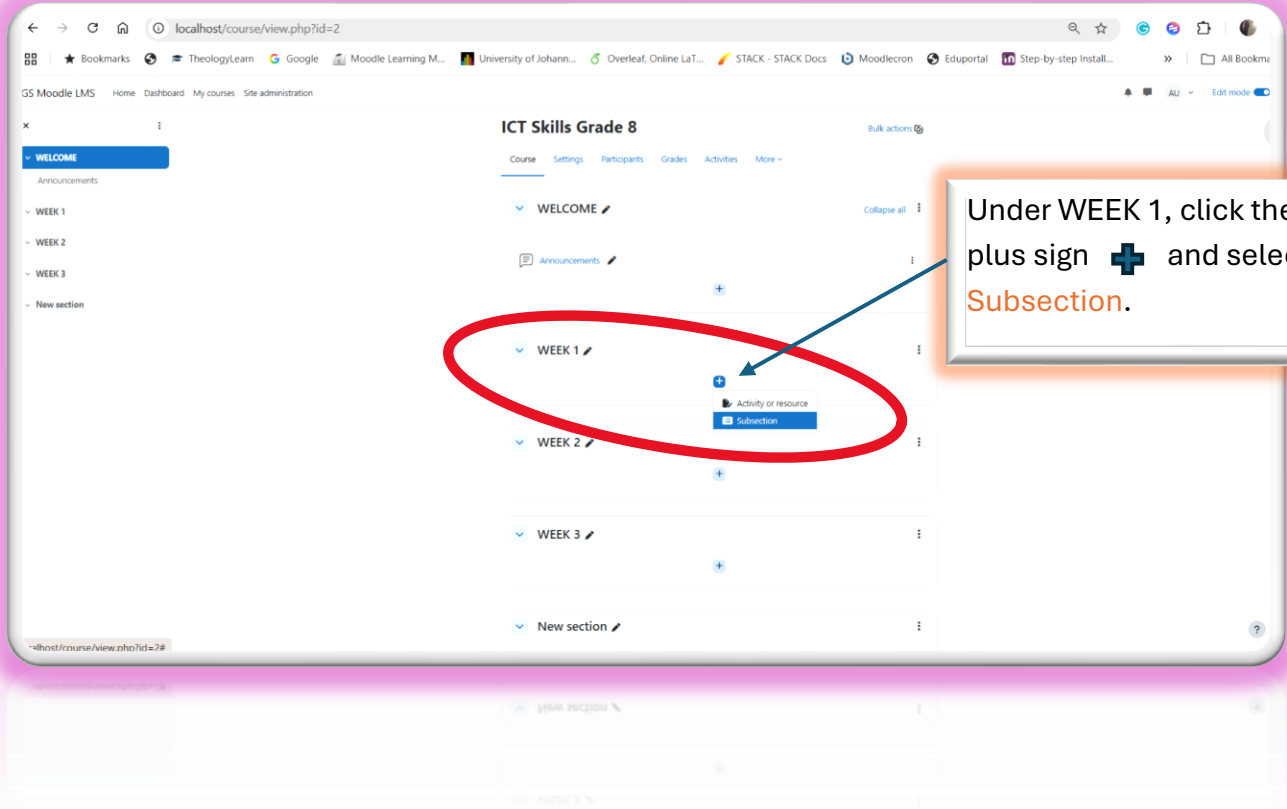 localhost/course/view.php?id=2
Bookmarks TheologyLearn Google Moodle Learning M... University of Johann... Overleaf, Online LaT... STACK - STACK Docs Moodlecron Eduportal Step-by-step Install... » All Bookma
GS Moodle LMS Home Dashboard My courses Site administration AU Edit mode
WELCOME
Announcements
WEEK 1
WEEK 2
WEEK 3
New section
ICT Skills Grade 8 Bulk actions
Course Settings Participants Grades Activities More
WELCOME Collapse all
Announcements
WEEK 1
Activity or resource
Subsection
WEEK 2
WEEK 3
New section
?
Under WEEK 1, click the
plus sign and selec
Subsection.
alhost/course/view.php?id=2#